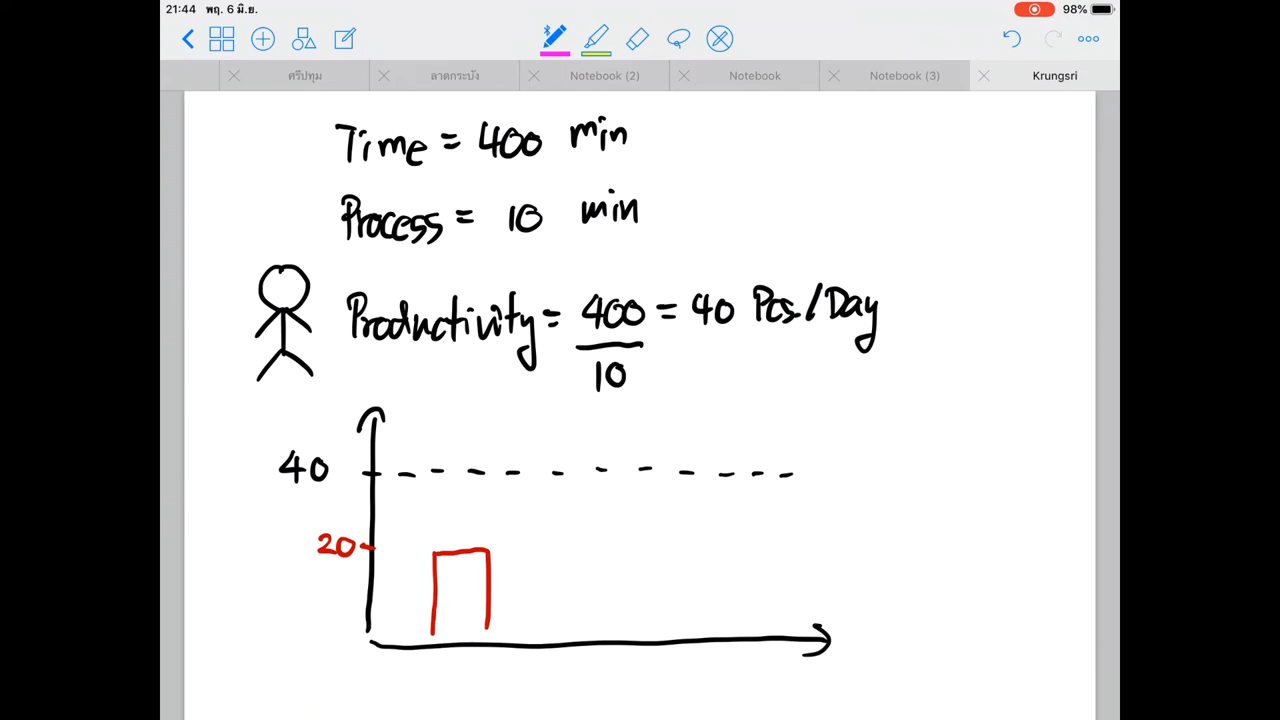 21:44 พฤ. 6 มิ.ย. 98%
ศรีปทุม ลาดกระบัง Notebook (2) Notebook Notebook (3) Krungsri
Time = 400 min
Process = 10 min
Productivity = 400 = 40 Pcs/Day
10
40
20